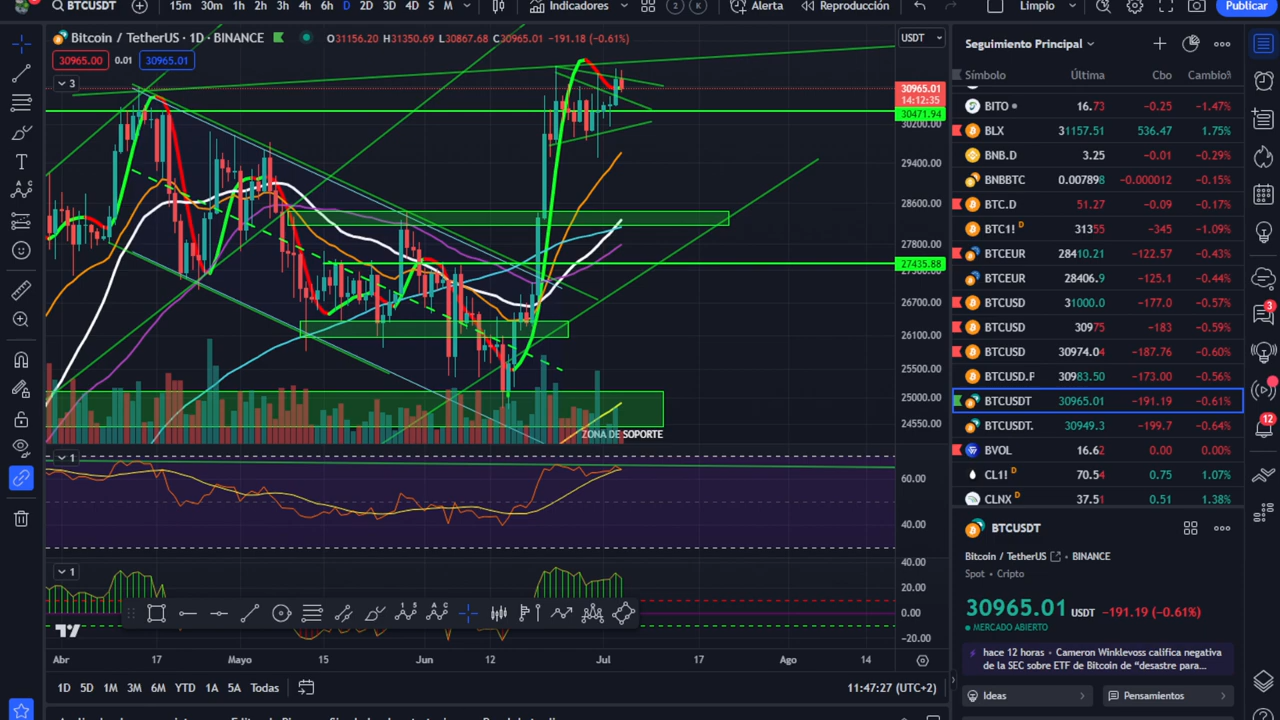 BTCUSDT
15m 30m 1h 2h 3h 4h 6h D 2D 3D 4D S M
Indicadores
2 K
Alerta
Reproducción
Limpio
Publicar
Bitcoin / TetherUS · 1D · BINANCE
O31156.20 H31350.69 L30867.68 C30965.01 −191.18 (−0.61%)
USDT
30965.00 0.01 30965.01
3
30965.01
14:12:35
30471.94
30200.00
29400.00
28600.00
27800.00
27435.88
26700.00
26100.00
25500.00
25000.00
24550.00
ZONA DE SOPORTE
1
60.00
40.00
1
40.00
20.00
0.00
−20.00
Abr 17 Mayo 15 Jun 12 Jul 17 Ago 14
1D 5D 1M 3M 6M YTD 1A 5A Todas
11:47:27 (UTC+2)
Seguimiento Principal
Símbolo Última Cbo Cambio%
BITO 16.73 −0.25 −1.47%
BLX 31157.51 536.47 1.75%
BNB.D 3.25 −0.01 −0.29%
BNBBTC 0.007898 −0.000012 −0.15%
BTC.D 51.27 −0.09 −0.17%
BTC1! D 31355 −345 −1.09%
BTCEUR 28410.21 −122.57 −0.43%
BTCEUR 28406.9 −125.1 −0.44%
BTCUSD 31000.0 −177.0 −0.57%
BTCUSD 30975 −183 −0.59%
BTCUSD 30974.04 −187.76 −0.60%
BTCUSD.P 30983.50 −173.00 −0.56%
BTCUSDT 30965.01 −191.19 −0.61%
BTCUSDT. 30949.3 −199.7 −0.64%
BVOL 16.62 0.00 0.00%
CL1! D 70.54 0.75 1.07%
CLNX D 37.51 0.51 1.38%
BTCUSDT
Bitcoin / TetherUS • BINANCE
Spot • Cripto
30965.01 USDT −191.19 (−0.61%)
MERCADO ABIERTO
hace 12 horas • Cameron Winklevoss califica negativa
de la SEC sobre ETF de Bitcoin de “desastre para...
Ideas
Pensamientos
3
12